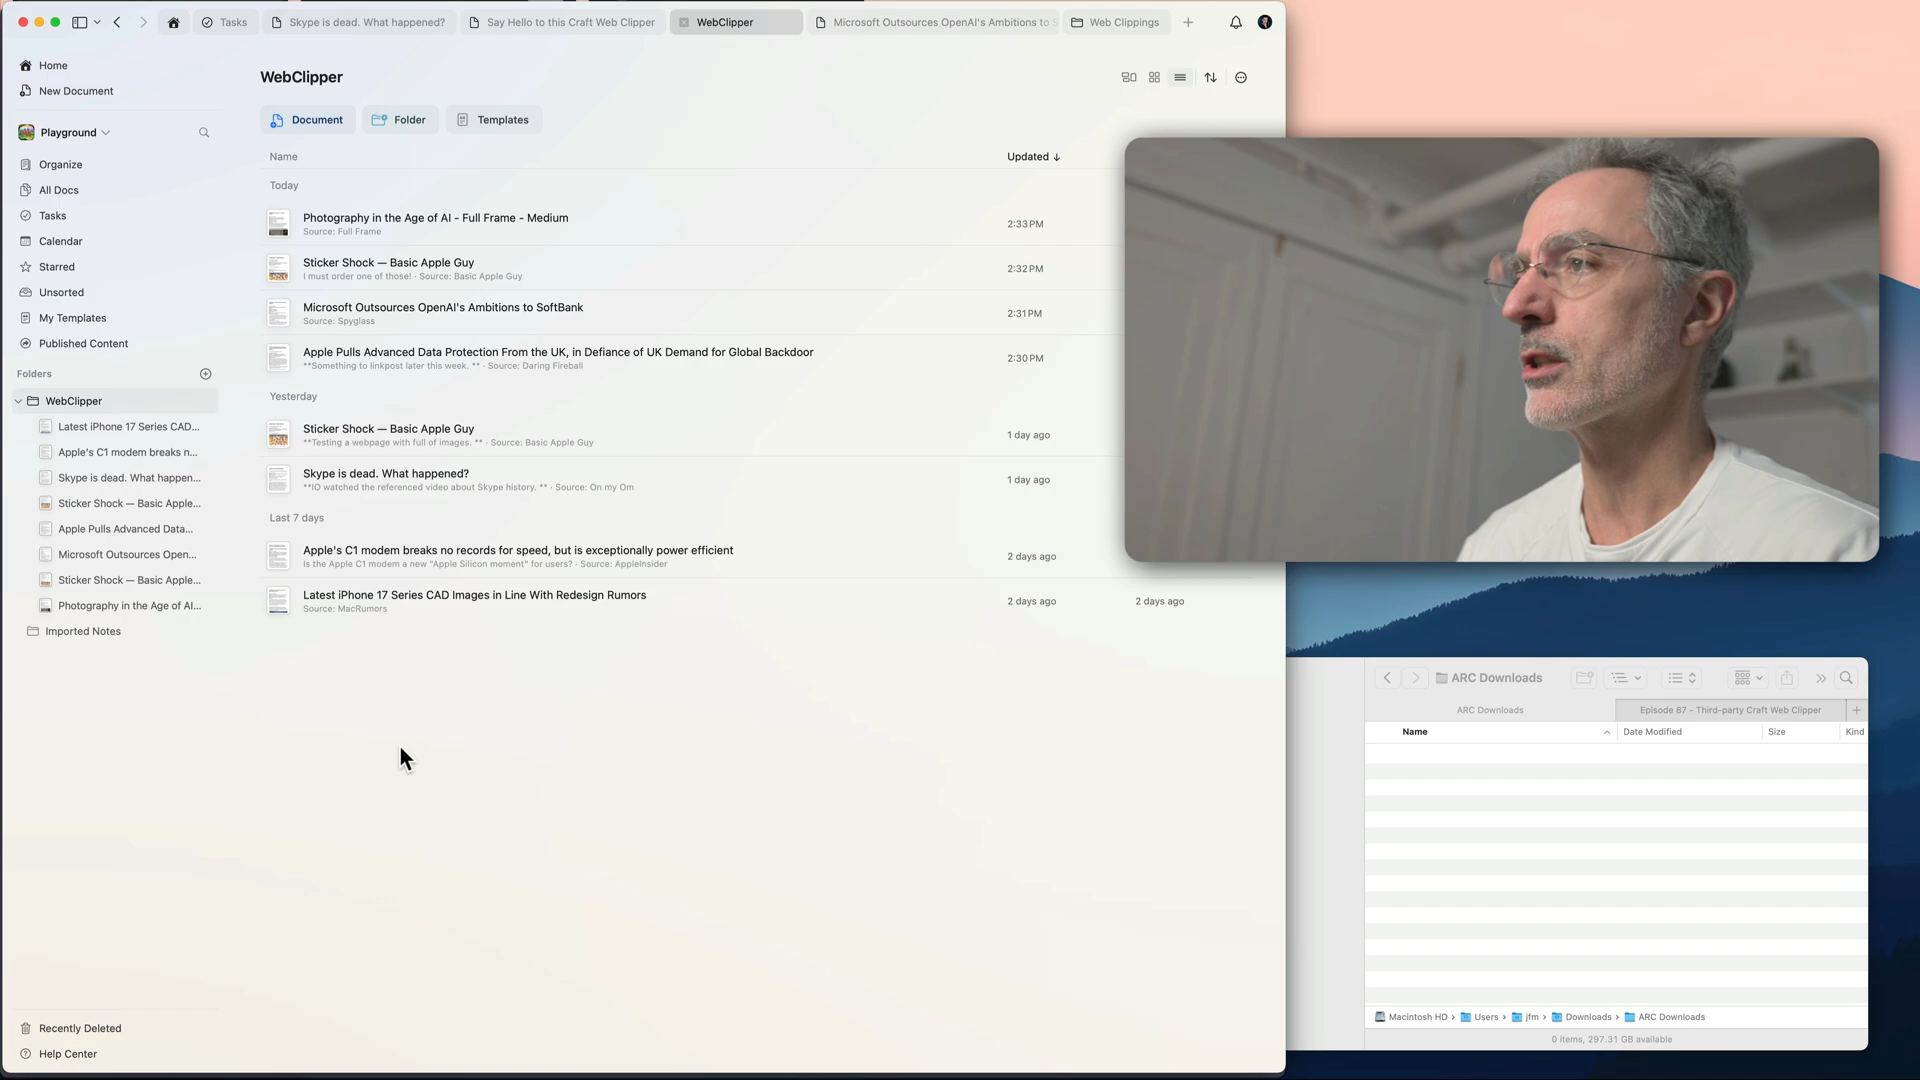 Tasks
Skype is dead. What happened?
Say Hello to this Craft Web Clipper
WebClipper
Microsoft Outsources OpenAI's Ambitions to S
Web Clippings
Home
New Document
Playground
Organize
All Docs
Tasks
Calendar
Starred
Unsorted
My Templates
Published Content
Folders
WebClipper
Latest iPhone 17 Series CAD...
Apple's C1 modem breaks n...
Skype is dead. What happen...
Sticker Shock — Basic Apple...
Apple Pulls Advanced Data...
Microsoft Outsources Open...
Sticker Shock — Basic Apple...
Photography in the Age of AI...
Imported Notes
Recently Deleted
Help Center
WebClipper
Document
Folder
Templates
Name
Updated
Today
Photography in the Age of AI - Full Frame - Medium
2:33 PM
Source: Full Frame
Sticker Shock — Basic Apple Guy
2:32 PM
I must order one of those! · Source: Basic Apple Guy
Microsoft Outsources OpenAI's Ambitions to SoftBank
2:31 PM
Source: Spyglass
Apple Pulls Advanced Data Protection From the UK, in Defiance of UK Demand for Global Backdoor
2:30 PM
**Something to linkpost later this week. ** · Source: Daring Fireball
Yesterday
Sticker Shock — Basic Apple Guy
1 day ago
**Testing a webpage with full of images. ** · Source: Basic Apple Guy
Skype is dead. What happened?
1 day ago
**IO watched the referenced video about Skype history. ** · Source: On my Om
Last 7 days
Apple's C1 modem breaks no records for speed, but is exceptionally power efficient
2 days ago
Is the Apple C1 modem a new "Apple Silicon moment" for users? · Source: AppleInsider
Latest iPhone 17 Series CAD Images in Line With Redesign Rumors
2 days ago
2 days ago
Source: MacRumors
ARC Downloads
ARC Downloads
Episode 87 - Third-party Craft Web Clipper
Name
Date Modified
Size
Kind
Macintosh HD › Users › jfm › Downloads › ARC Downloads
0 items, 297.31 GB available